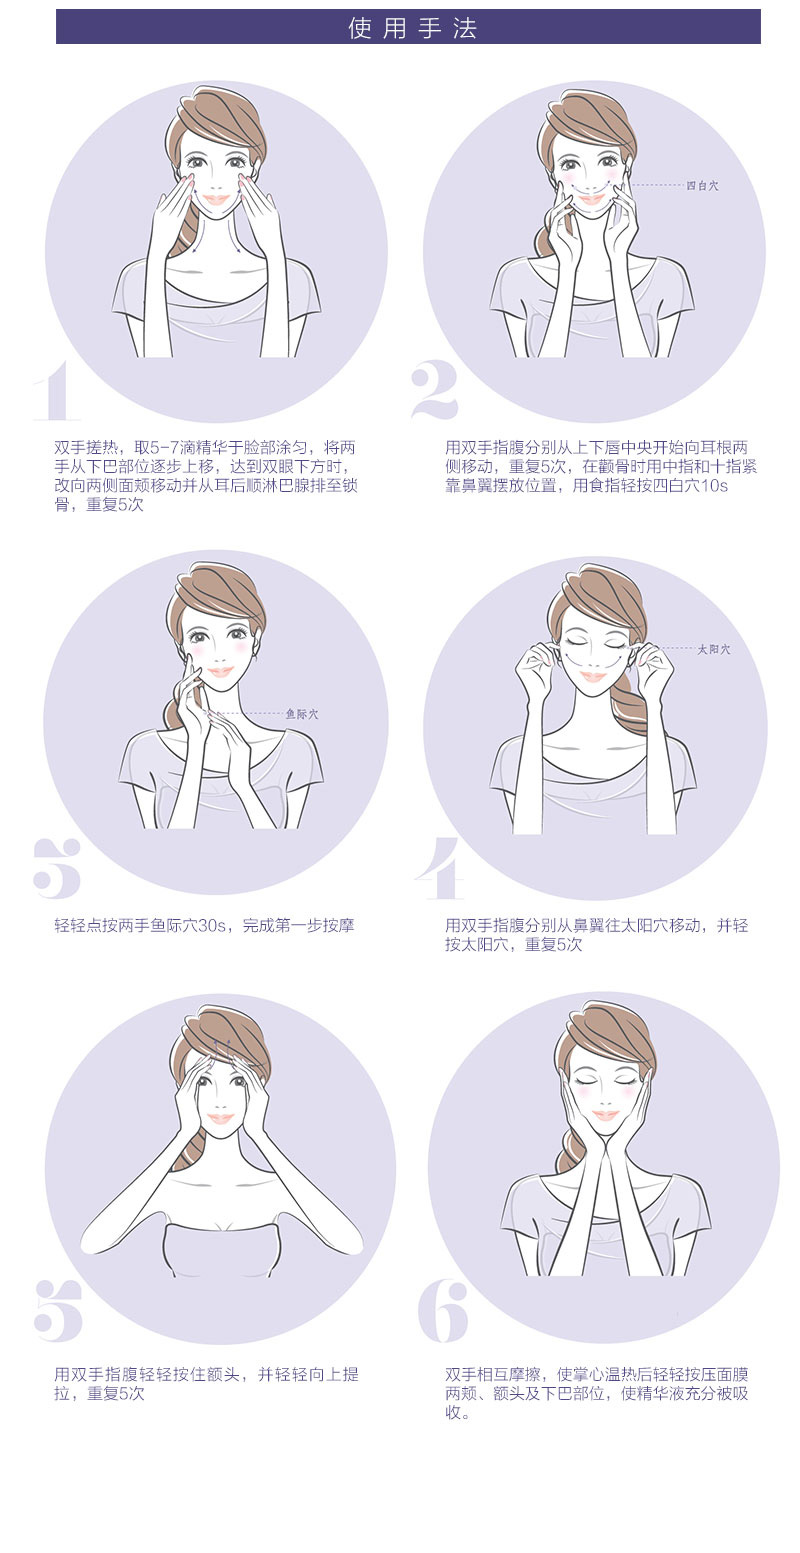 使用手法
四白穴
1
双手搓热，取5-7滴精华于脸部涂匀，将两
手从下巴部位逐步上移，达到双眼下方时，
改向两侧面颊移动并从耳后顺淋巴腺排至锁
骨，重复5次
2
用双手指腹分别从上下唇中央开始向耳根两
侧移动，重复5次，在颧骨时用中指和十指紧
靠鼻翼摆放位置，用食指轻按四白穴10s
鱼际穴
5
轻轻点按两手鱼际穴30s，完成第一步按摩
太阳穴
4
用双手指腹分别从鼻翼往太阳穴移动，并轻
按太阳穴，重复5次
5
用双手指腹轻轻按住额头，并轻轻向上提
拉，重复5次
6
双手相互摩擦，使掌心温热后轻轻按压面膜
两颊、额头及下巴部位，使精华液充分被吸
收。